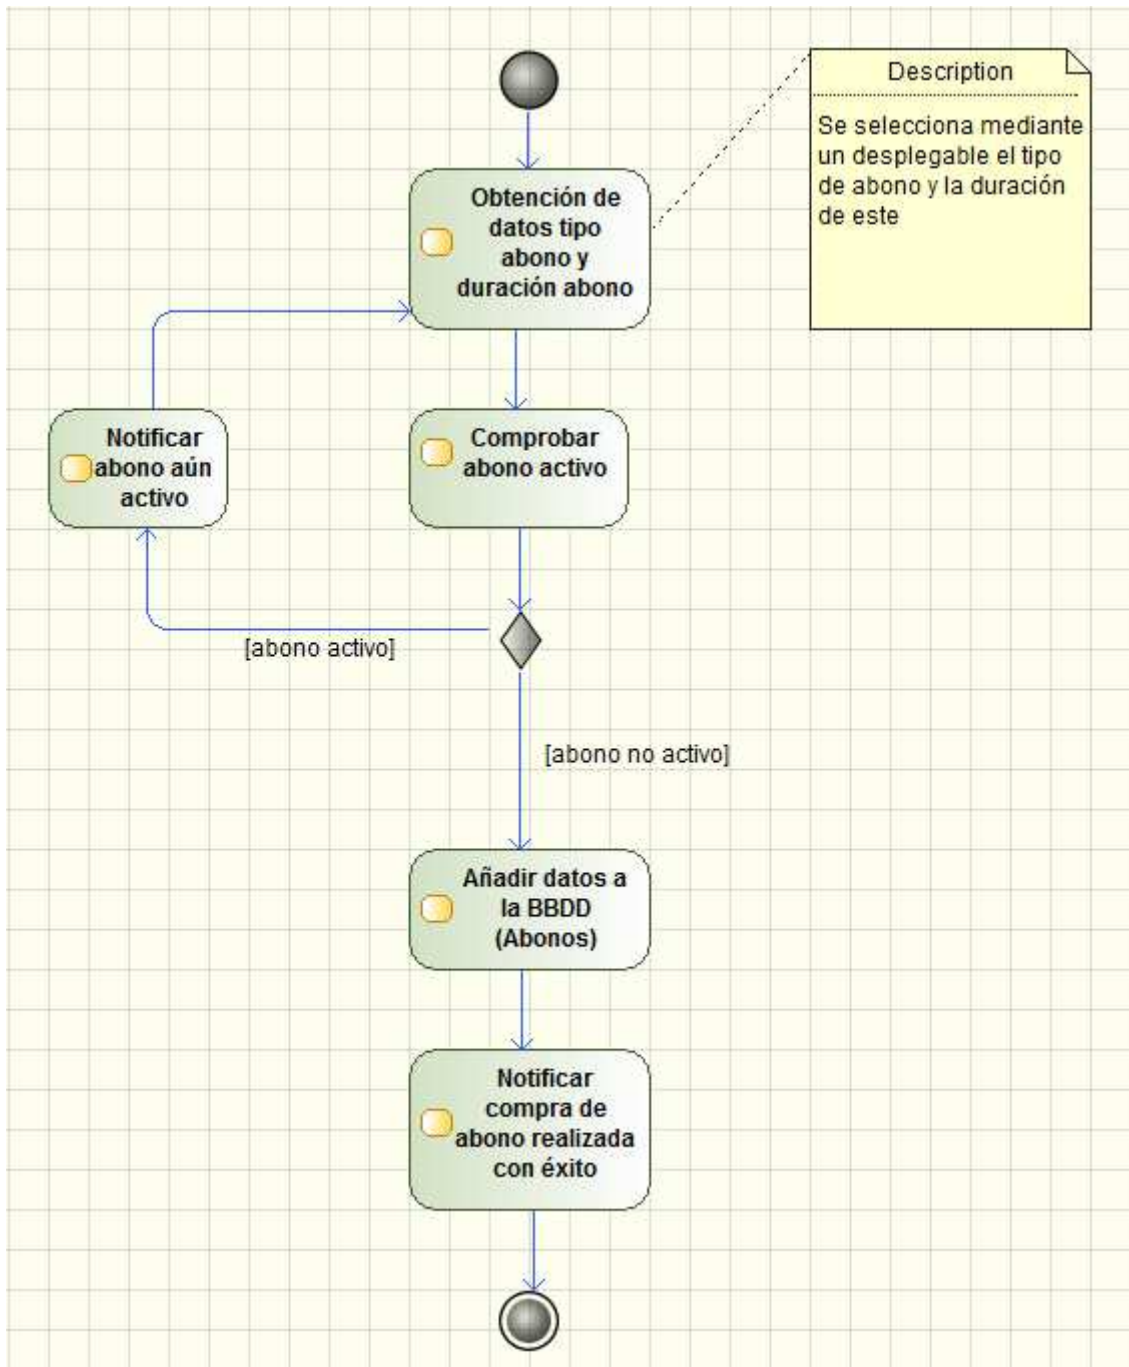 Description
Se selecciona mediante
un desplegable el tipo
de abono y la duración
de este
Obtención de
datos tipo
abono y
duración abono
Notificar
abono aún
activo
Comprobar
abono activo
[abono activo]
[abono no activo]
Añadir datos a
la BBDD
(Abonos)
Notificar
compra de
abono realizada
con éxito